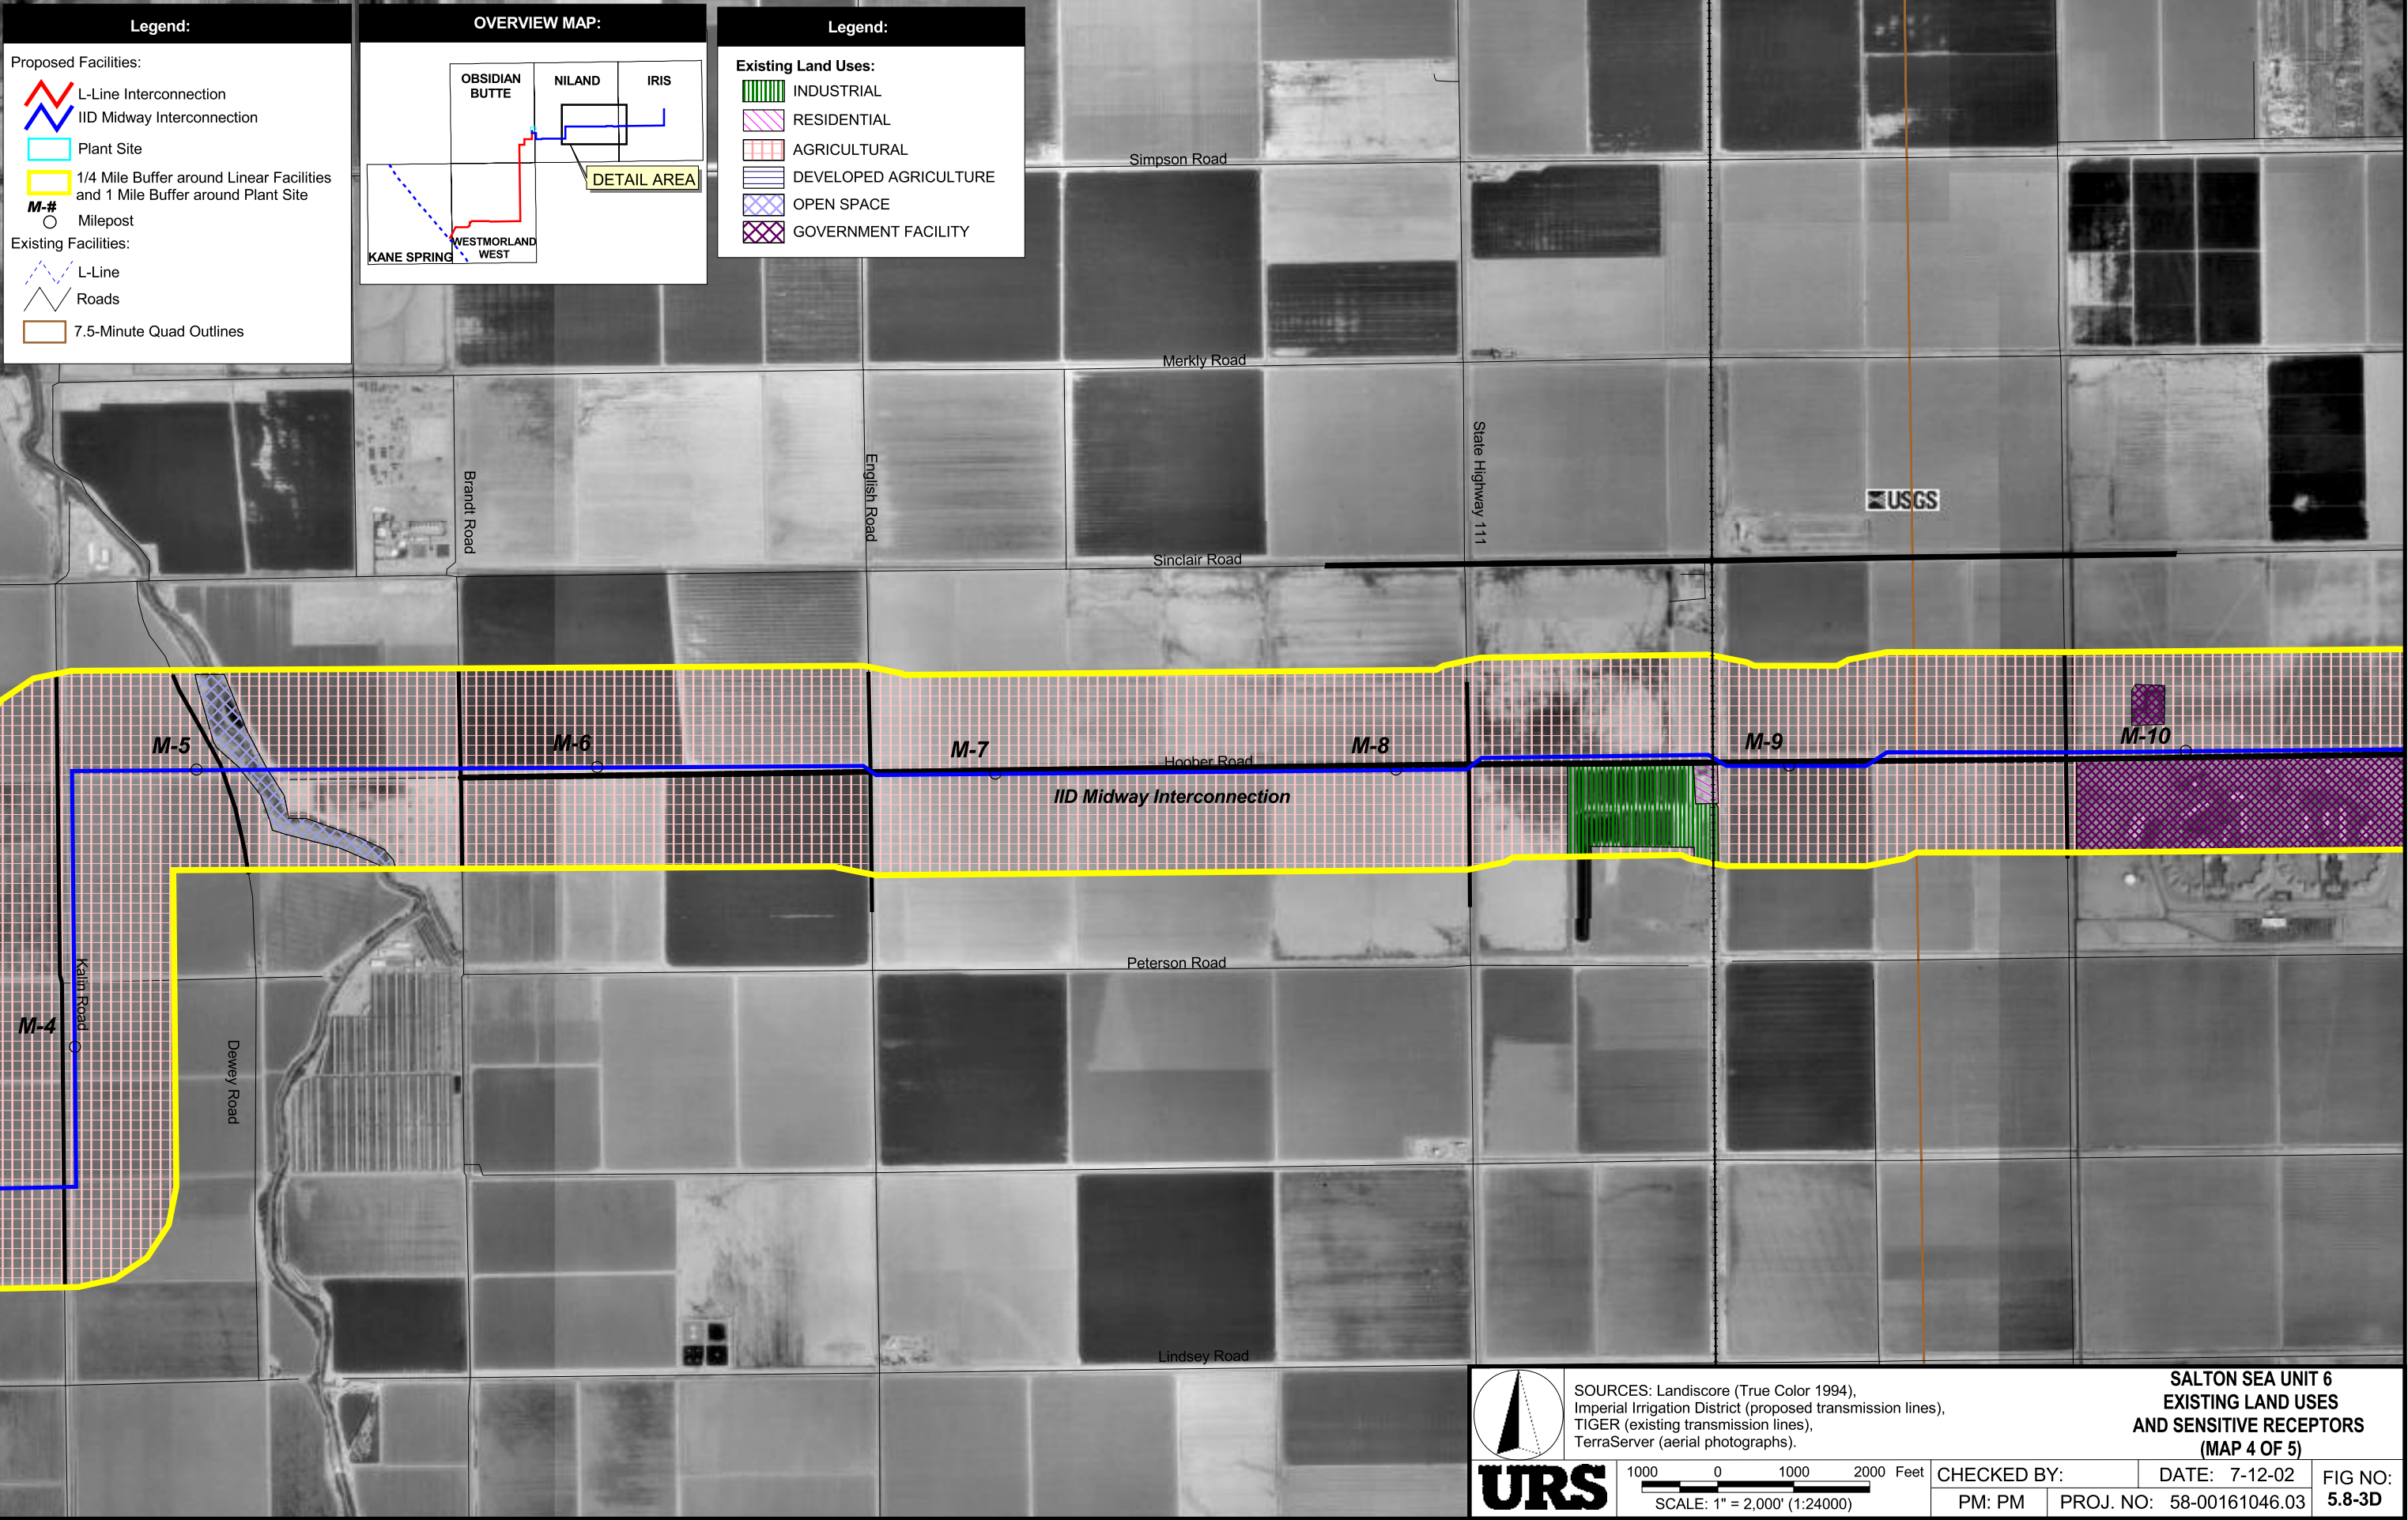 Legend:
Proposed Facilities:
L-Line Interconnection
IID Midway Interconnection
Plant Site
1/4 Mile Buffer around Linear Facilities
and 1 Mile Buffer around Plant Site
M-#
Milepost
Existing Facilities:
L-Line
Roads
7.5-Minute Quad Outlines
OVERVIEW MAP:
OBSIDIAN
BUTTE
NILAND
IRIS
DETAIL AREA
KANE SPRING
WESTMORLAND
WEST
Legend:
Existing Land Uses:
INDUSTRIAL
RESIDENTIAL
AGRICULTURAL
DEVELOPED AGRICULTURE
OPEN SPACE
GOVERNMENT FACILITY
Simpson Road
Merkly Road
Brandt Road
English Road
State Highway 111
USGS
Sinclair Road
M-5
M-6
M-7
M-8
M-9
M-10
Hoober Road
IID Midway Interconnection
Peterson Road
Kalin Road
M-4
Dewey Road
Lindsey Road
SOURCES: Landiscore (True Color 1994),
Imperial Irrigation District (proposed transmission lines),
TIGER (existing transmission lines),
TerraServer (aerial photographs).
SALTON SEA UNIT 6
EXISTING LAND USES
AND SENSITIVE RECEPTORS
(MAP 4 OF 5)
URS
1000 0 1000 2000 Feet
SCALE: 1" = 2,000' (1:24000)
CHECKED BY:
DATE: 7-12-02
PM: PM
PROJ. NO: 58-00161046.03
FIG NO:
5.8-3D